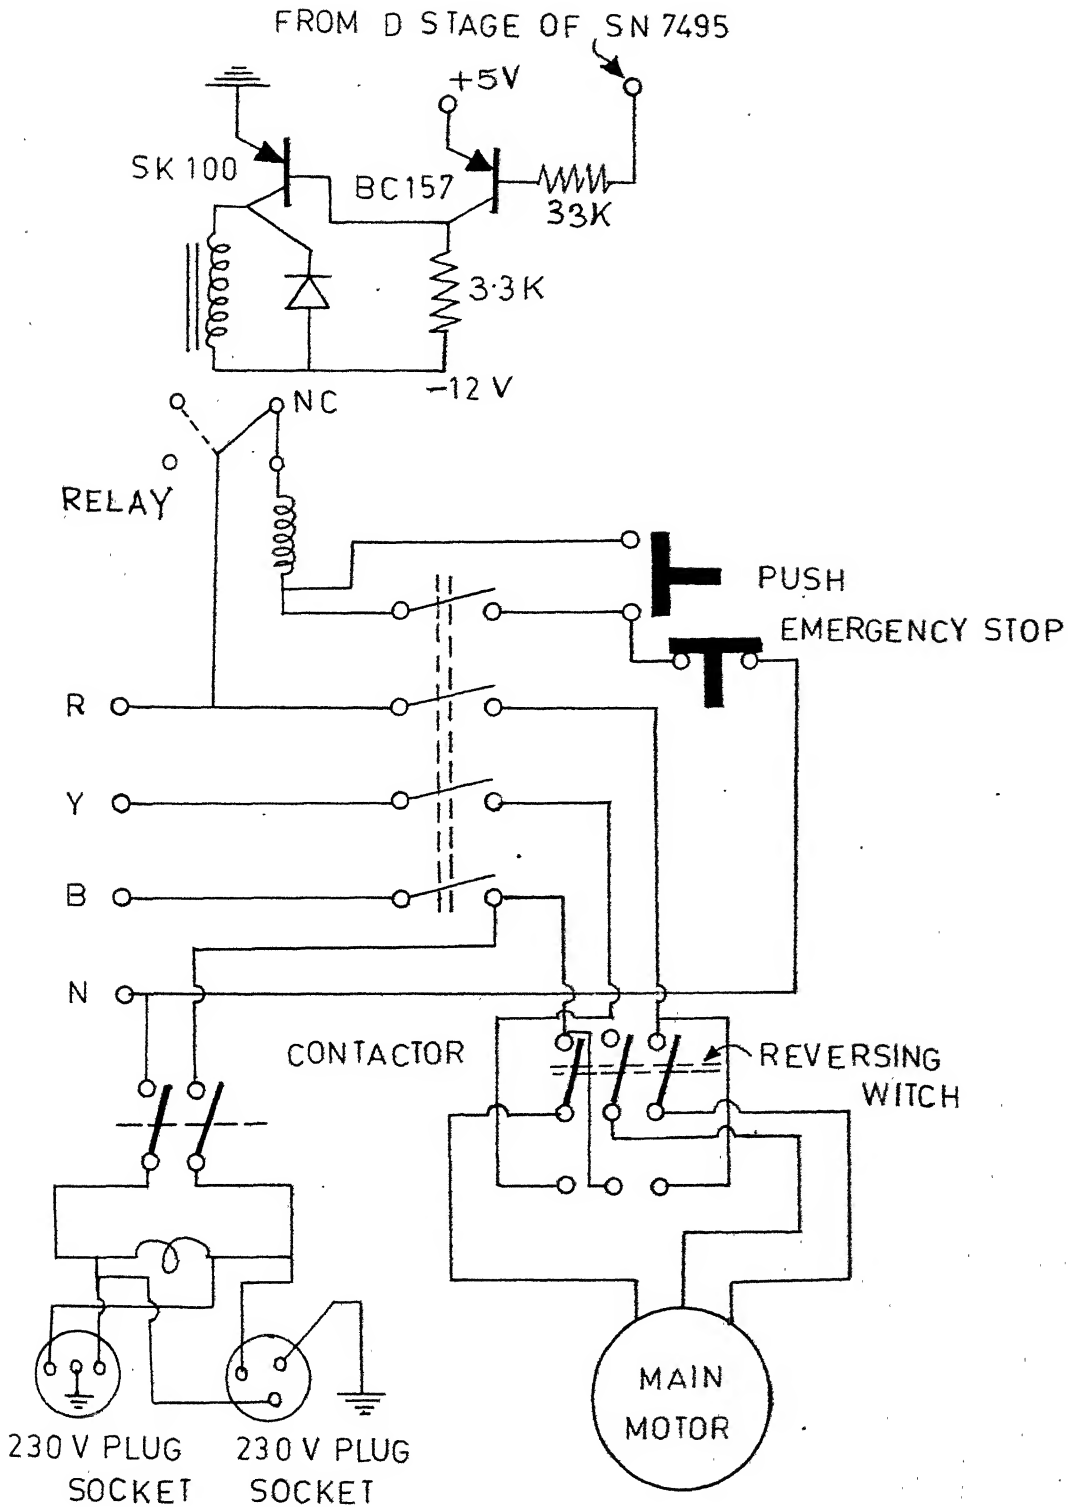 FROM D STAGE OF SN 7495
+5V
SK 100
BC157
33K
3.3K
-12 V
NC
RELAY
PUSH
EMERGENCY STOP
R
Y
B
N
CONTACTOR
REVERSING
WITCH
MAIN
MOTOR
230 V PLUG
SOCKET
230 V PLUG
SOCKET